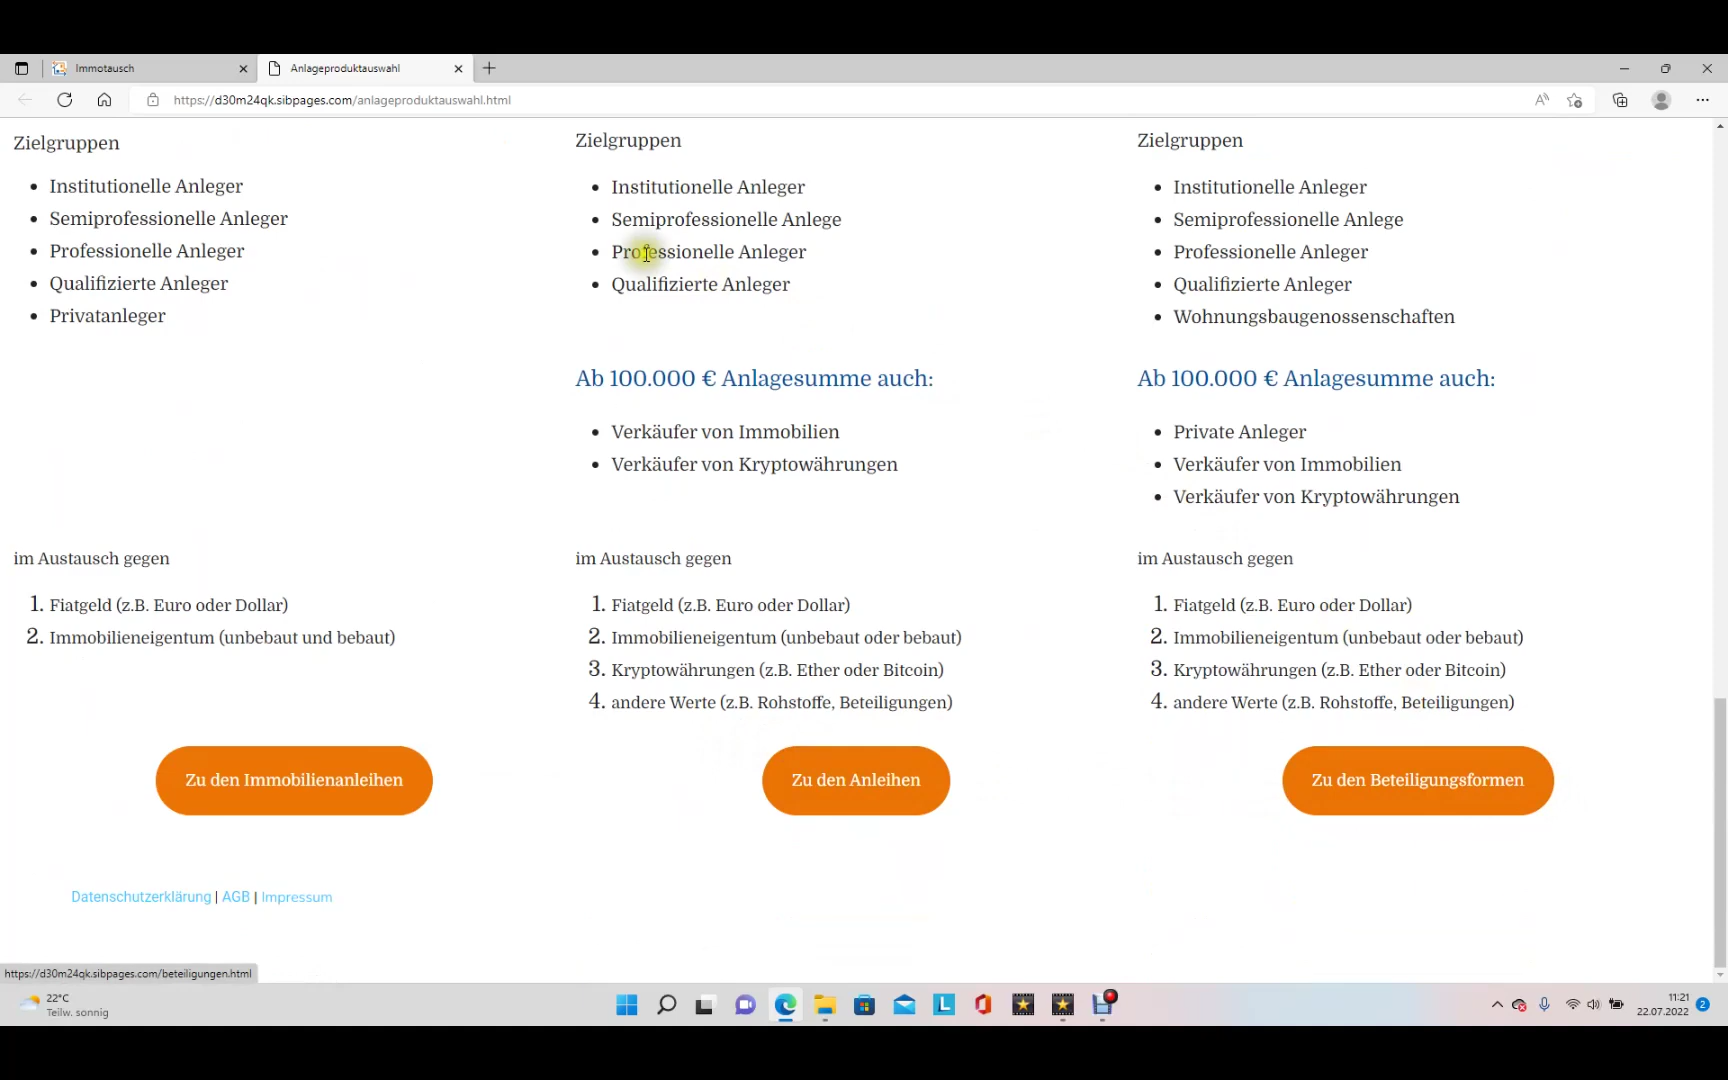 Immotausch
Anlageproduktauswahl
https://d30m24qk.sibpages.com/anlageproduktauswahl.html
Zielgruppen
Institutionelle Anleger
Semiprofessionelle Anleger
Professionelle Anleger
Qualifizierte Anleger
Privatanleger
im Austausch gegen
1. Fiatgeld (z.B. Euro oder Dollar)
2. Immobilieneigentum (unbebaut und bebaut)
Zu den Immobilienanleihen
Zielgruppen
Institutionelle Anleger
Semiprofessionelle Anlege
Professionelle Anleger
Qualifizierte Anleger
Ab 100.000 € Anlagesumme auch:
Verkäufer von Immobilien
Verkäufer von Kryptowährungen
im Austausch gegen
1. Fiatgeld (z.B. Euro oder Dollar)
2. Immobilieneigentum (unbebaut oder bebaut)
3. Kryptowährungen (z.B. Ether oder Bitcoin)
4. andere Werte (z.B. Rohstoffe, Beteiligungen)
Zu den Anleihen
Zielgruppen
Institutionelle Anleger
Semiprofessionelle Anlege
Professionelle Anleger
Qualifizierte Anleger
Wohnungsbaugenossenschaften
Ab 100.000 € Anlagesumme auch:
Private Anleger
Verkäufer von Immobilien
Verkäufer von Kryptowährungen
im Austausch gegen
1. Fiatgeld (z.B. Euro oder Dollar)
2. Immobilieneigentum (unbebaut oder bebaut)
3. Kryptowährungen (z.B. Ether oder Bitcoin)
4. andere Werte (z.B. Rohstoffe, Beteiligungen)
Zu den Beteiligungsformen
Datenschutzerklärung | AGB | Impressum
https://d30m24qk.sibpages.com/beteiligungen.html
22°C
Teilw. sonnig
L
11:21
22.07.2022
2